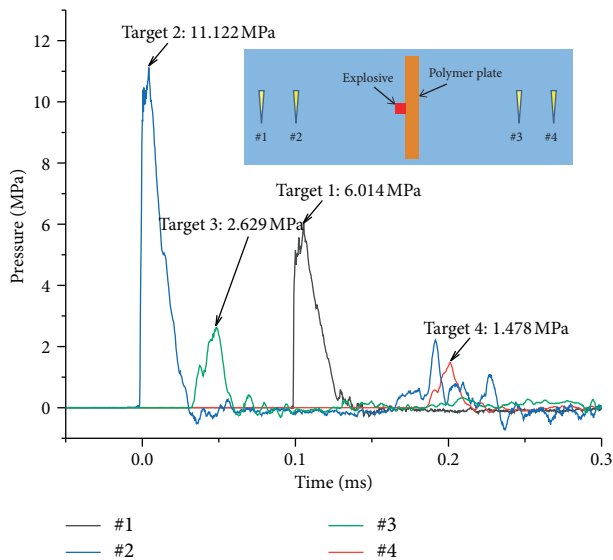 Target 2: 11.122 MPa
Explosive
Polymer plate
#1
#2
#3
#4
Target 1: 6.014 MPa
Target 3: 2.629 MPa
Target 4: 1.478 MPa
12
10
8
6
4
2
0
Pressure (MPa)
0.0
0.1
0.2
0.3
Time (ms)
#1
#3
#2
#4